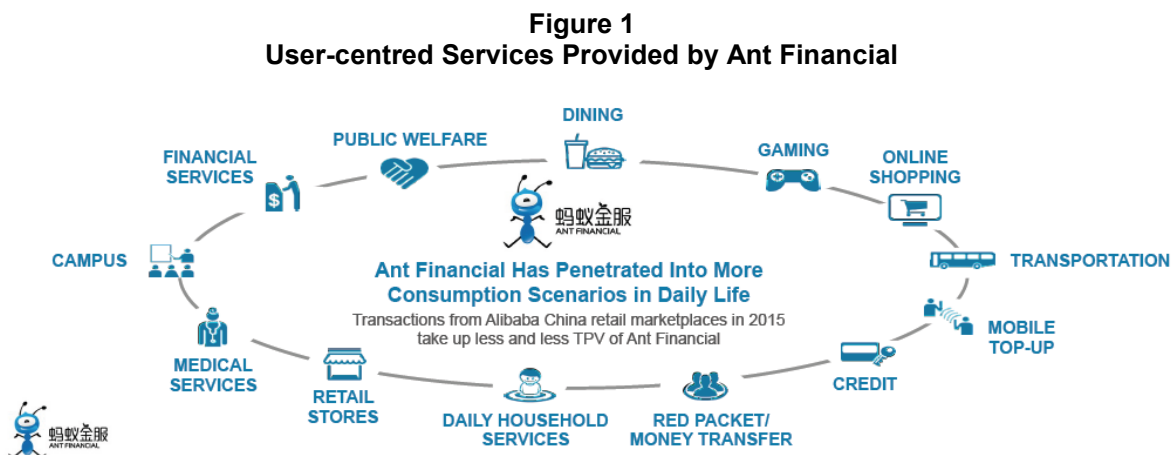 Figure 1
User-centred Services Provided by Ant Financial
DINING
PUBLIC WELFARE
GAMING
ONLINE
SHOPPING
FINANCIAL
SERVICES
$
蚂蚁金服
ANT FINANCIAL
CAMPUS
TRANSPORTATION
Ant Financial Has Penetrated Into More
Consumption Scenarios in Daily Life
Transactions from Alibaba China retail marketplaces in 2015
take up less and less TPV of Ant Financial
MOBILE
TOP-UP
MEDICAL
SERVICES
CREDIT
RETAIL
STORES
DAILY HOUSEHOLD
SERVICES
RED PACKET/
MONEY TRANSFER
蚂蚁金服
ANT FINANCIAL